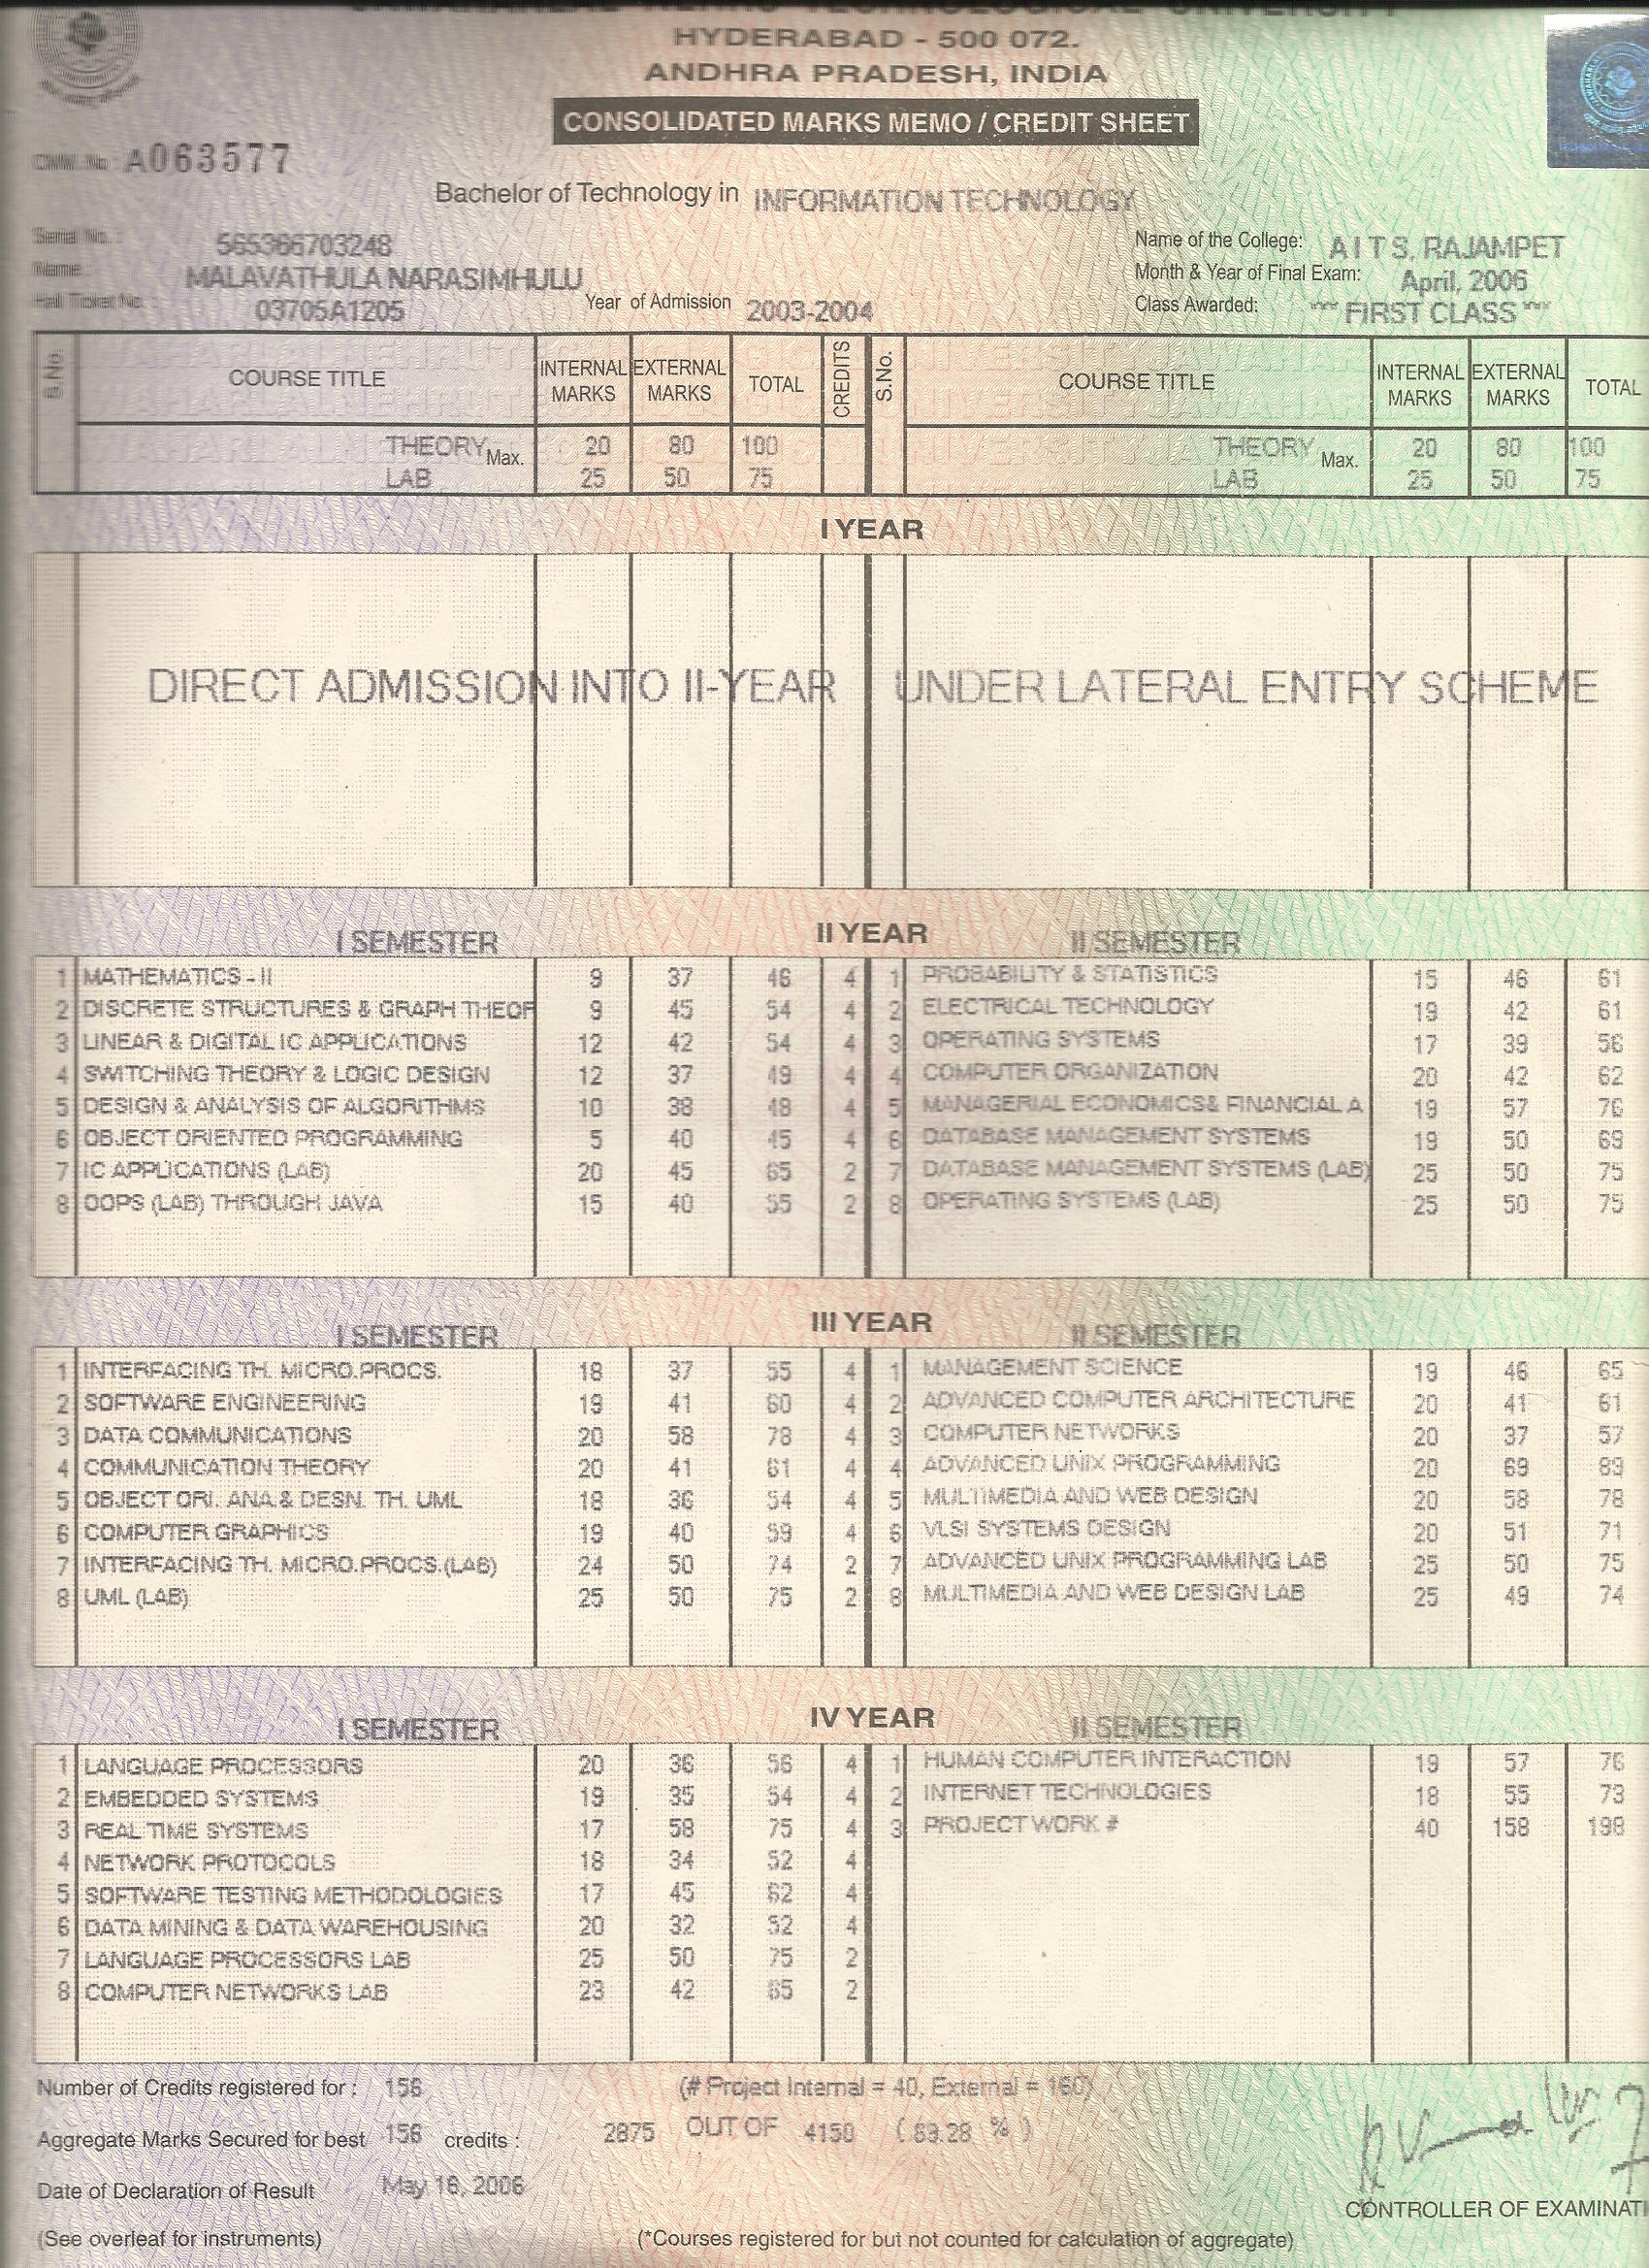 JAWAHARLAL NEHRU TECHNOLOGICAL UNIVERSITY
HYDERABAD - 500 072.
ANDHRA PRADESH, INDIA
CONSOLIDATED MARKS MEMO / CREDIT SHEET
CMM. No A063577
Bachelor of Technology in INFORMATION TECHNOLOGY
Serial No. : 565366703248 Name of the College: A I T S, RAJAMPET
Name : MALAVATHULA NARASIMHULU Month & Year of Final Exam: April, 2006
Hall Ticket No. : 03705A1205 Year of Admission 2003-2004 Class Awarded: *** FIRST CLASS ***
S.No. COURSE TITLE INTERNAL MARKS EXTERNAL MARKS TOTAL CREDITS S.No. COURSE TITLE INTERNAL MARKS EXTERNAL MARKS TOTAL
THEORY Max. 20 80 100 THEORY Max. 20 80 100
LAB 25 50 75 LAB 25 50 75
I YEAR
DIRECT ADMISSION INTO II-YEAR UNDER LATERAL ENTRY SCHEME
I SEMESTER II YEAR II SEMESTER
1 MATHEMATICS - II 9 37 46 4 1 PROBABILITY & STATISTICS 15 46 61
2 DISCRETE STRUCTURES & GRAPH THEOR 9 45 54 4 2 ELECTRICAL TECHNOLOGY 19 42 61
3 LINEAR & DIGITAL IC APPLICATIONS 12 42 54 4 3 OPERATING SYSTEMS 17 39 56
4 SWITCHING THEORY & LOGIC DESIGN 12 37 49 4 4 COMPUTER ORGANIZATION 20 42 62
5 DESIGN & ANALYSIS OF ALGORITHMS 10 38 48 4 5 MANAGERIAL ECONOMICS& FINANCIAL A 19 57 76
6 OBJECT ORIENTED PROGRAMMING 5 40 45 4 6 DATABASE MANAGEMENT SYSTEMS 19 50 69
7 IC APPLICATIONS (LAB) 20 45 65 2 7 DATABASE MANAGEMENT SYSTEMS (LAB) 25 50 75
8 OOPS (LAB) THROUGH JAVA 15 40 55 2 8 OPERATING SYSTEMS (LAB) 25 50 75
I SEMESTER III YEAR II SEMESTER
1 INTERFACING TH. MICRO.PROCS. 18 37 55 4 1 MANAGEMENT SCIENCE 19 46 65
2 SOFTWARE ENGINEERING 19 41 60 4 2 ADVANCED COMPUTER ARCHITECTURE 20 41 61
3 DATA COMMUNICATIONS 20 58 78 4 3 COMPUTER NETWORKS 20 37 57
4 COMMUNICATION THEORY 20 41 61 4 4 ADVANCED UNIX PROGRAMMING 20 69 89
5 OBJECT ORI. ANA.& DESN. TH. UML 18 36 54 4 5 MULTIMEDIA AND WEB DESIGN 20 58 78
6 COMPUTER GRAPHICS 19 40 59 4 6 VLSI SYSTEMS DESIGN 20 51 71
7 INTERFACING TH. MICRO.PROCS.(LAB) 24 50 74 2 7 ADVANCED UNIX PROGRAMMING LAB 25 50 75
8 UML (LAB) 25 50 75 2 8 MULTIMEDIA AND WEB DESIGN LAB 25 49 74
I SEMESTER IV YEAR II SEMESTER
1 LANGUAGE PROCESSORS 20 36 56 4 1 HUMAN COMPUTER INTERACTION 19 57 76
2 EMBEDDED SYSTEMS 19 35 54 4 2 INTERNET TECHNOLOGIES 18 55 73
3 REAL TIME SYSTEMS 17 58 75 4 3 PROJECT WORK # 40 158 198
4 NETWORK PROTOCOLS 18 34 52 4
5 SOFTWARE TESTING METHODOLOGIES 17 45 62 4
6 DATA MINING & DATA WAREHOUSING 20 32 52 4
7 LANGUAGE PROCESSORS LAB 25 50 75 2
8 COMPUTER NETWORKS LAB 23 42 65 2
Number of Credits registered for : 156 (# Project Internal = 40, External = 160)
Aggregate Marks Secured for best 156 credits : 2875 OUT OF 4150 ( 69.28 % )
Date of Declaration of Result May 16, 2006
CONTROLLER OF EXAMINATI
(See overleaf for instruments) (*Courses registered for but not counted for calculation of aggregate)